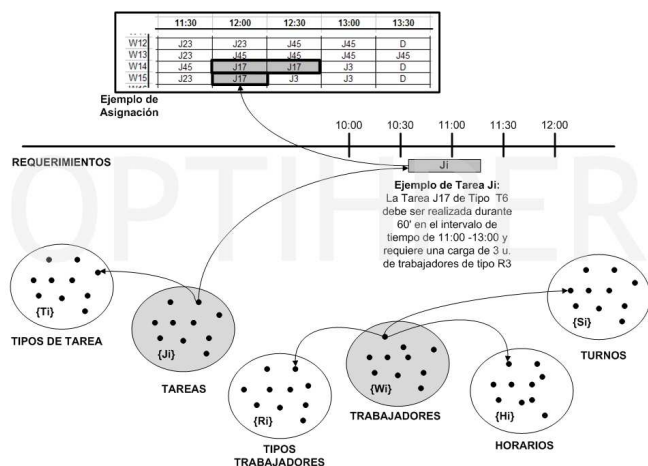 11:30 12:00 12:30 13:00 13:30
W12 J23 J23 J45 J45 D
W13 J23 J45 J45 J45 J45
W14 J45 J17 J17 J3 D
W15 J23 J17 J3 J3 D
Ejemplo de
Asignación
10:00 10:30 11:00 11:30 12:00
REQUERIMIENTOS
Ji
Ejemplo de Tarea Ji:
La Tarea J17 de Tipo T6
debe ser realizada durante
60' en el intervalo de
tiempo de 11:00 -13:00 y
requiere una carga de 3 u.
de trabajadores de tipo R3
{Ti}
TIPOS DE TAREA
{Ji}
TAREAS
{Ri}
TIPOS
TRABAJADORES
{Wi}
TRABAJADORES
{Hi}
HORARIOS
{Si}
TURNOS